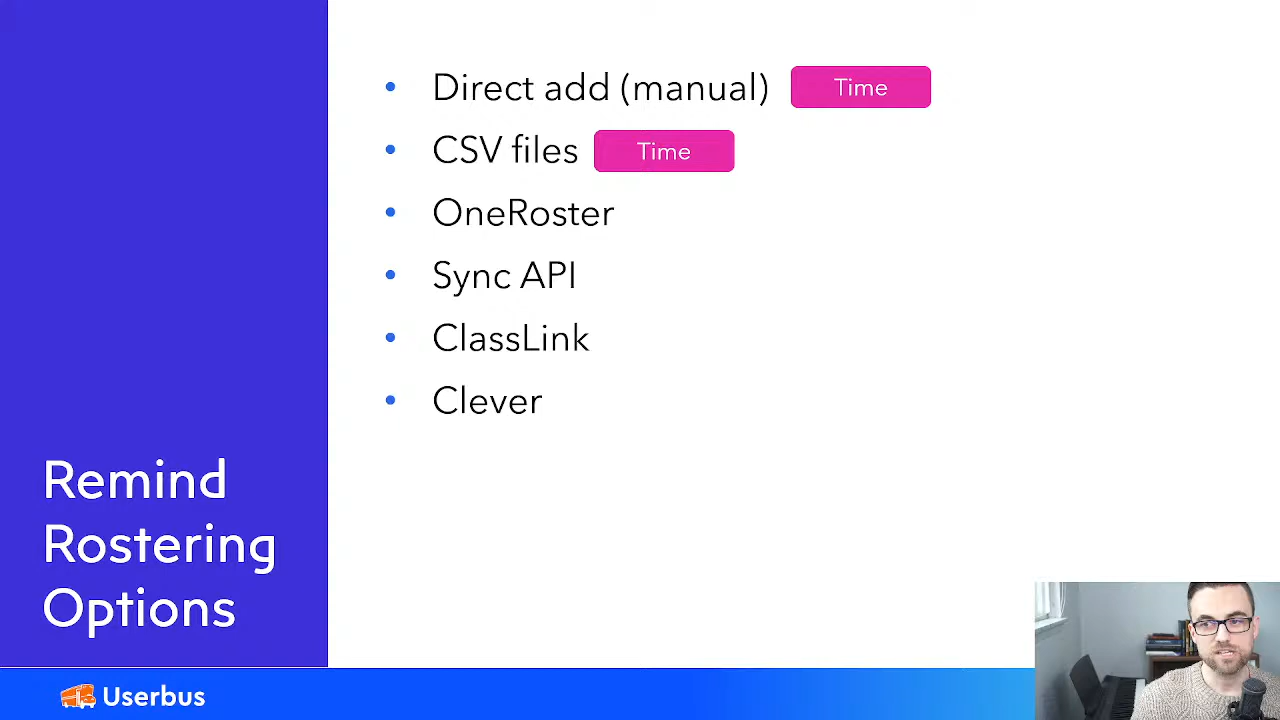 Direct add (manual) Time
CSV files Time
OneRoster
Sync API
ClassLink
Clever
Remind
Rostering
Options
Userbus